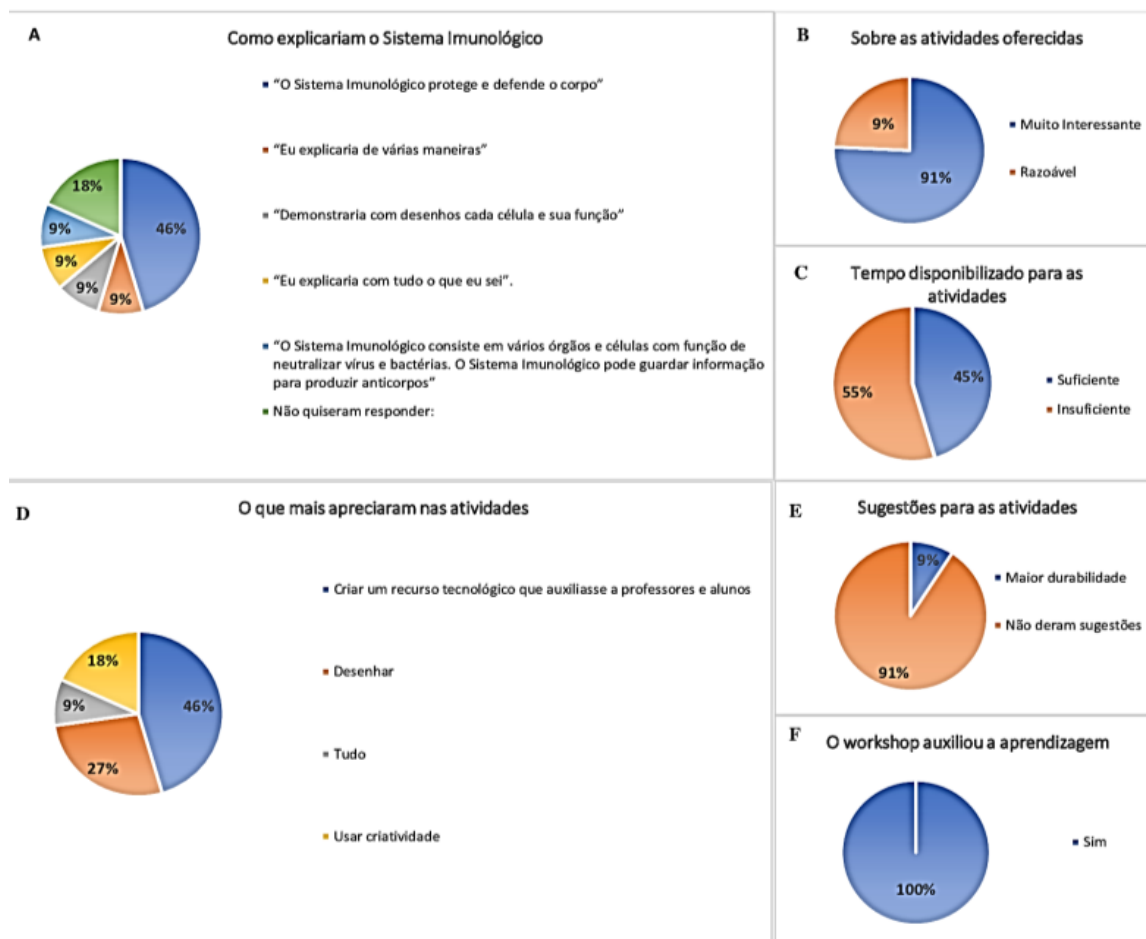 A
Como explicariam o Sistema Imunológico
"O Sistema Imunológico protege e defende o corpo"
"Eu explicaria de várias maneiras"
"Demonstraria com desenhos cada célula e sua função"
"Eu explicaria com tudo o que eu sei".
"O Sistema Imunológico consiste em vários órgãos e células com função de
neutralizar vírus e bactérias. O Sistema Imunológico pode guardar informação
para produzir anticorpos"
Não quiseram responder:
46%
9%
9%
9%
9%
18%
B
Sobre as atividades oferecidas
9%
91%
Muito Interessante
Razoável
C
Tempo disponibilizado para as
atividades
45%
55%
Suficiente
Insuficiente
D
O que mais apreciaram nas atividades
Criar um recurso tecnológico que auxiliasse a professores e alunos
Desenhar
Tudo
Usar criatividade
46%
27%
9%
18%
E
Sugestões para as atividades
9%
91%
Maior durabilidade
Não deram sugestões
F
O workshop auxiliou a aprendizagem
100%
Sim